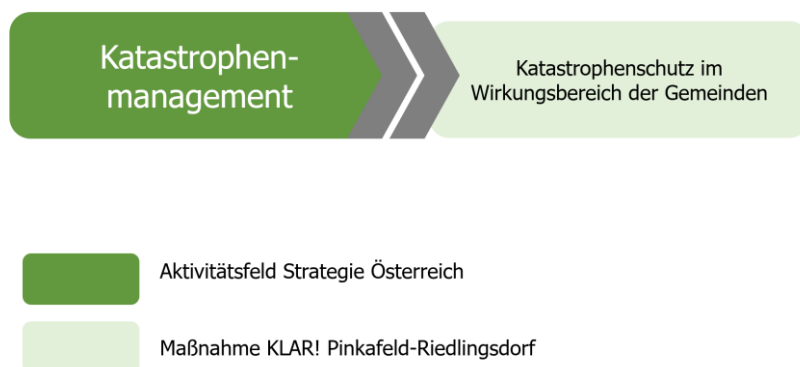 Katastrophen-
management
Katastrophenschutz im
Wirkungsbereich der Gemeinden
Aktivitätsfeld Strategie Österreich
Maßnahme KLAR! Pinkafeld-Riedlingsdorf